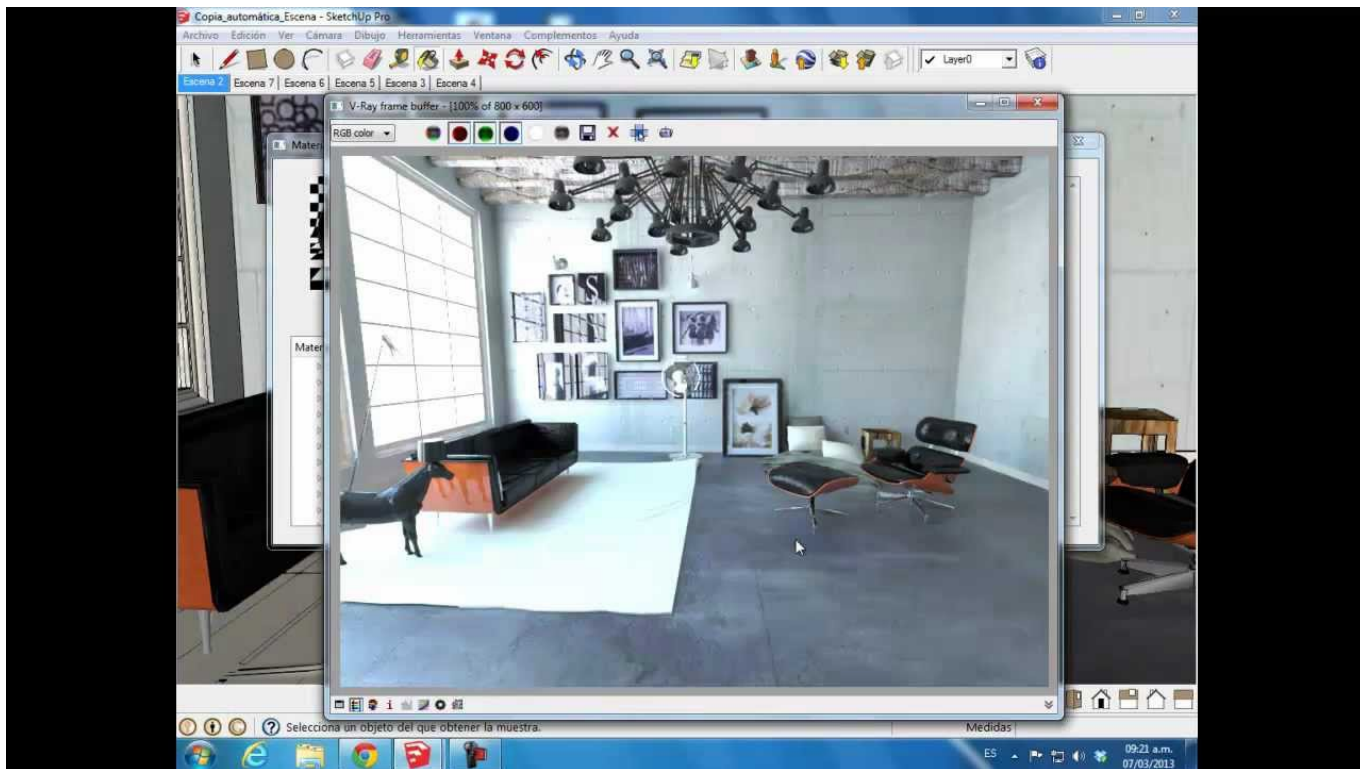 Copia_automática_Escena - SketchUp Pro
Archivo Edición Ver Cámara Dibujo Herramientas Ventana Complementos Ayuda
Layer0
Escena 2 Escena 7 Escena 6 Escena 5 Escena 3 Escena 4
V-Ray frame buffer - [100% of 800 x 600]
RGB color
Materi
S
Mater
Selecciona un objeto del que obtener la muestra.
Medidas
ES
09:21 a.m.
07/03/2013